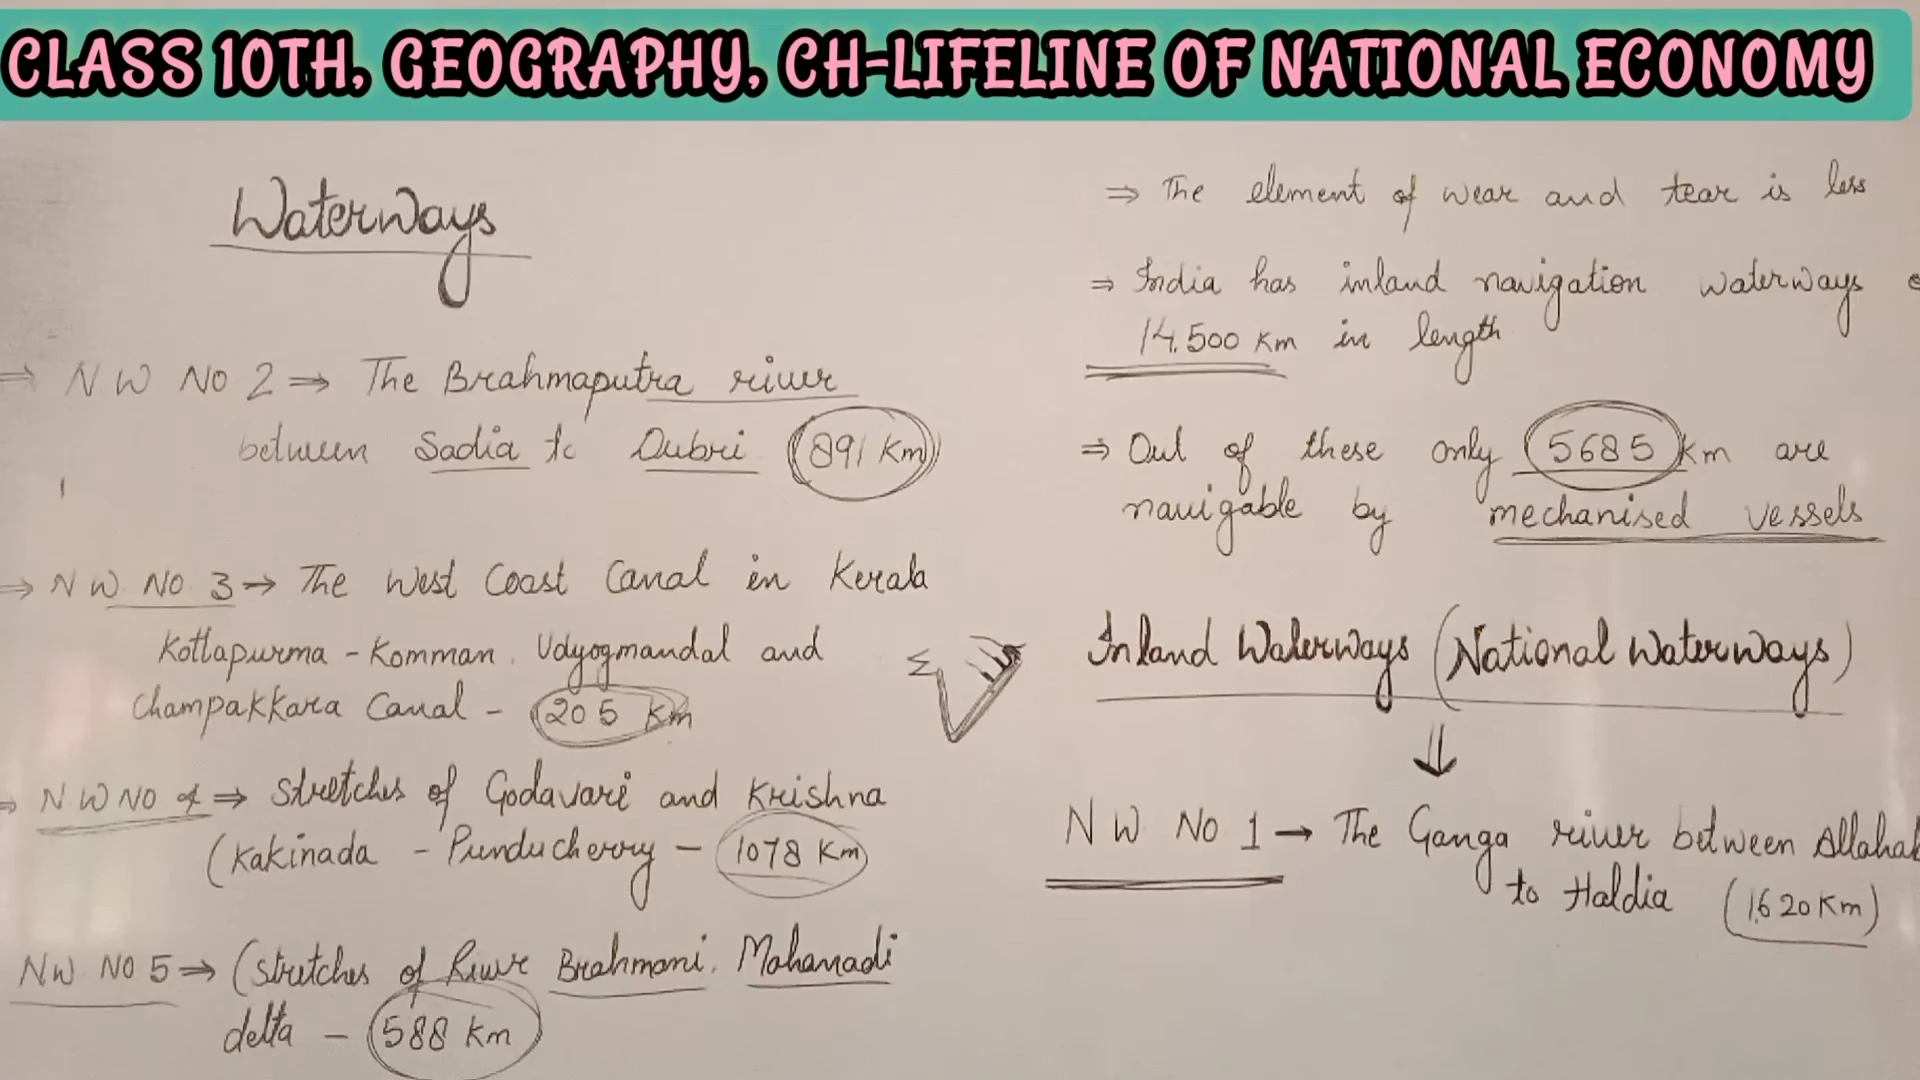 CLASS 10TH, GEOGRAPHY, CH-LIFELINE OF NATIONAL ECONOMY
Waterways
⇒ NW NO 2 ⇒ The Brahmaputra river
between Sadia to Dubri 891 Km
⇒ NW NO 3 → The West Coast Canal in Kerala
Kotlapurma - Komman, Udyogmandal and
Champakkara Canal - 205 Km
⇒ NW NO 4 ⇒ Stretches of Godavari and Krishna
(Kakinada - Punducherry - 1078 Km
NW NO 5 ⇒ (Stretches of River Brahmani, Mahanadi
delta - 588 Km
⇒ The element of wear and tear is less
⇒ India has inland navigation waterways
14,500 Km in length
⇒ Out of these only 5685 Km are
navigable by mechanised vessels
Inland Waterways (National Waterways)
↓
NW NO 1 → The Ganga river between Allahab
to Haldia (1620 Km)